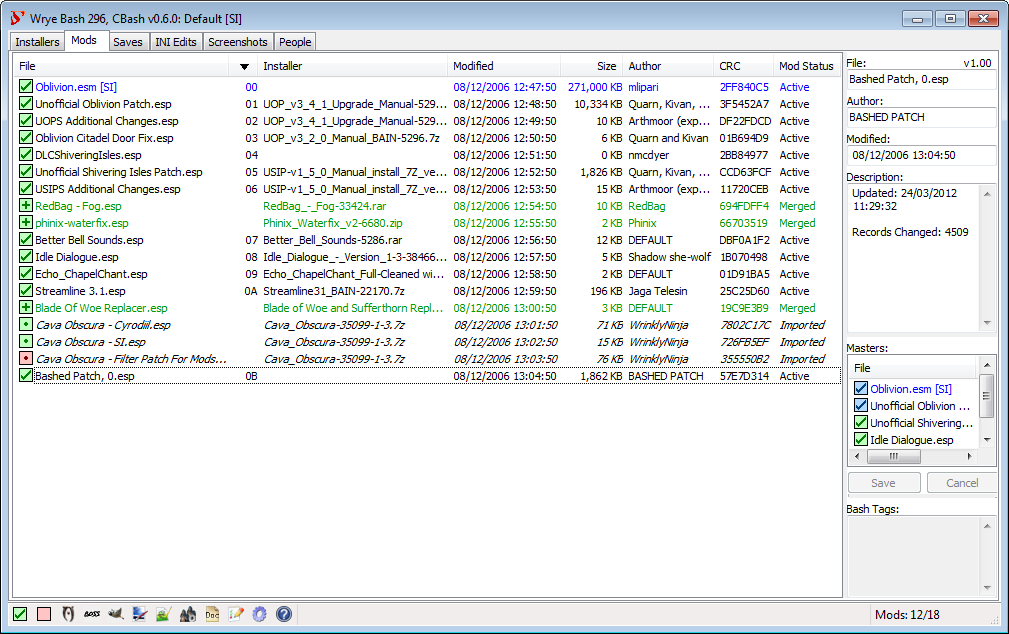 Wrye Bash 296, CBash v0.6.0: Default [SI]
Installers Mods Saves INI Edits Screenshots People
File Installer Modified Size Author CRC Mod Status
Oblivion.esm [SI] 00 08/12/2006 12:47:50 271,000 KB mlipari 2FF840C5 Active
Unofficial Oblivion Patch.esp 01 UOP_v3_4_1_Upgrade_Manual-529... 08/12/2006 12:48:50 10,334 KB Quarn, Kivan, ... 3F5452A7 Active
UOPS Additional Changes.esp 02 UOP_v3_4_1_Upgrade_Manual-529... 08/12/2006 12:49:50 10 KB Arthmoor (exp... DF22FDCD Active
Oblivion Citadel Door Fix.esp 03 UOP_v3_2_0_Manual_BAIN-5296.7z 08/12/2006 12:50:50 6 KB Quarn and Kivan 01B694D9 Active
DLCShiveringIsles.esp 04 08/12/2006 12:51:50 0 KB nmcdyer 2BB84977 Active
Unofficial Shivering Isles Patch.esp 05 USIP-v1_5_0_Manual_install_7Z_ve... 08/12/2006 12:52:50 1,826 KB Quarn, Kivan, ... CCD63FCF Active
USIPS Additional Changes.esp 06 USIP-v1_5_0_Manual_install_7Z_ve... 08/12/2006 12:53:50 15 KB Arthmoor (exp... 11720CEB Active
RedBag - Fog.esp RedBag_-_Fog-33424.rar 08/12/2006 12:54:50 10 KB RedBag 694FDFF4 Merged
phinix-waterfix.esp Phinix_Waterfix_v2-6680.zip 08/12/2006 12:55:50 2 KB Phinix 66703519 Merged
Better Bell Sounds.esp 07 Better_Bell_Sounds-5286.rar 08/12/2006 12:56:50 12 KB DEFAULT DBF0A1F2 Active
Idle Dialogue.esp 08 Idle_Dialogue_-_Version_1-3-38466... 08/12/2006 12:57:50 5 KB Shadow she-wolf 1B070498 Active
Echo_ChapelChant.esp 09 Echo_ChapelChant_Full-Cleaned wi... 08/12/2006 12:58:50 2 KB DEFAULT 01D91BA5 Active
Streamline 3.1.esp 0A Streamline31_BAIN-22170.7z 08/12/2006 12:59:50 196 KB Jaga Telesin 25C25D60 Active
Blade Of Woe Replacer.esp Blade of Woe and Sufferthorn Repl... 08/12/2006 13:00:50 3 KB DEFAULT 19C9E3B9 Merged
Cava Obscura - Cyrodiil.esp Cava_Obscura-35099-1-3.7z 08/12/2006 13:01:50 71 KB WrinklyNinja 7802C17C Imported
Cava Obscura - SI.esp Cava_Obscura-35099-1-3.7z 08/12/2006 13:02:50 15 KB WrinklyNinja 726FB5EF Imported
Cava Obscura - Filter Patch For Mods... Cava_Obscura-35099-1-3.7z 08/12/2006 13:03:50 76 KB WrinklyNinja 355550B2 Imported
Bashed Patch, 0.esp 0B 08/12/2006 13:04:50 1,862 KB BASHED PATCH 57E7D314 Active
File: v1.00
Bashed Patch, 0.esp
Author:
BASHED PATCH
Modified:
08/12/2006 13:04:50
Description:
Updated: 24/03/2012
11:29:32
Records Changed: 4509
Masters:
File
Oblivion.esm [SI]
Unofficial Oblivion ...
Unofficial Shivering...
Idle Dialogue.esp
Save Cancel
Bash Tags:
BOSS Doc
Mods: 12/18